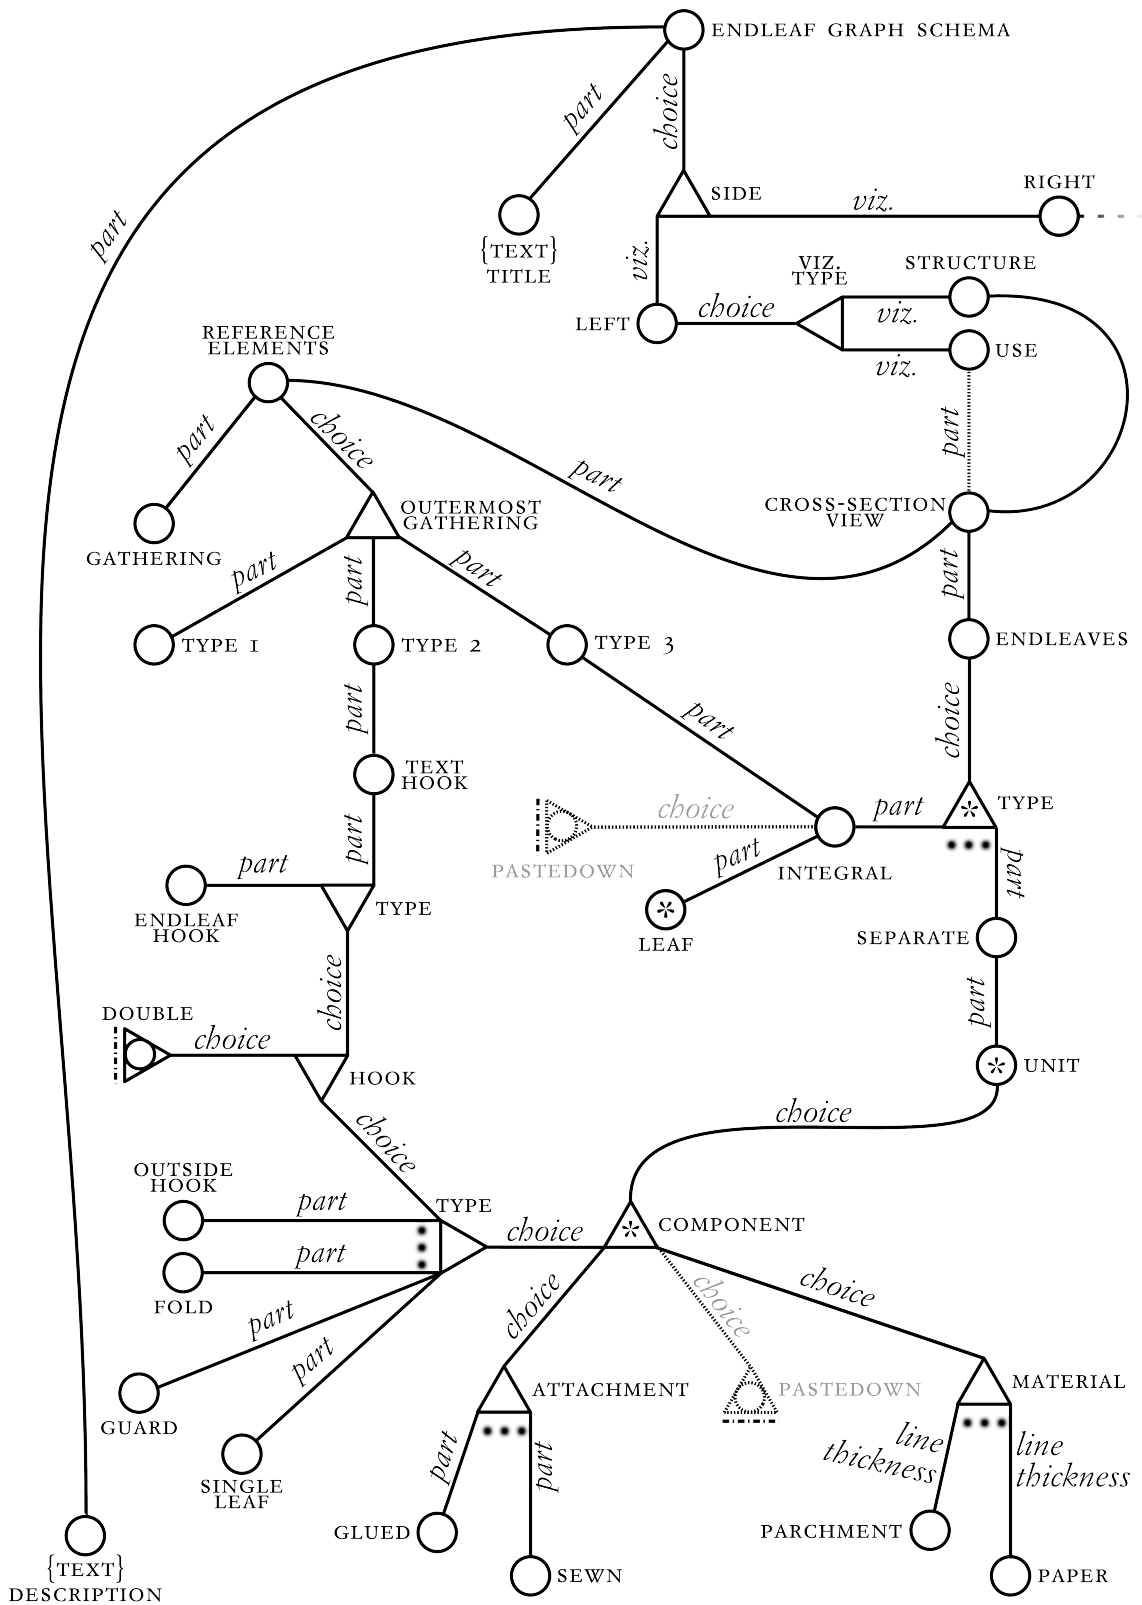 ENDLEAF GRAPH SCHEMA
part
choice
part
SIDE
viz.
RIGHT
{TEXT}
TITLE
viz.
LEFT
choice
VIZ.
TYPE
viz.
STRUCTURE
viz.
USE
REFERENCE
ELEMENTS
part
choice
part
part
CROSS-SECTION
VIEW
OUTERMOST
GATHERING
GATHERING
part
part
part
part
ENDLEAVES
TYPE 1
TYPE 2
TYPE 3
part
part
choice
TEXT
HOOK
choice
part
TYPE
PASTEDOWN
INTEGRAL
part
part
part
part
ENDLEAF
HOOK
TYPE
LEAF
SEPARATE
choice
part
DOUBLE
choice
HOOK
UNIT
choice
choice
OUTSIDE
HOOK
part
TYPE
choice
COMPONENT
part
FOLD
part
part
choice
choice
choice
GUARD
SINGLE
LEAF
ATTACHMENT
PASTEDOWN
MATERIAL
part
part
line
thickness
line
thickness
GLUED
SEWN
PARCHMENT
PAPER
{TEXT}
DESCRIPTION